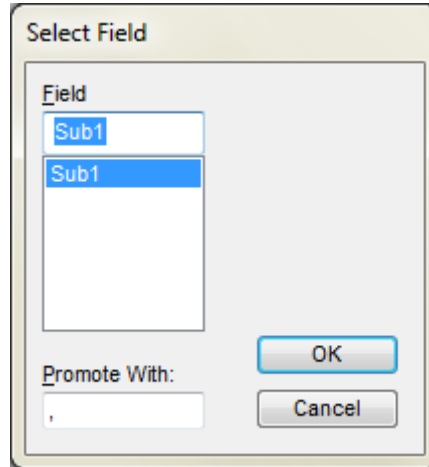 Select Field
Field
Sub1
Sub1
Promote With:
,
OK
Cancel